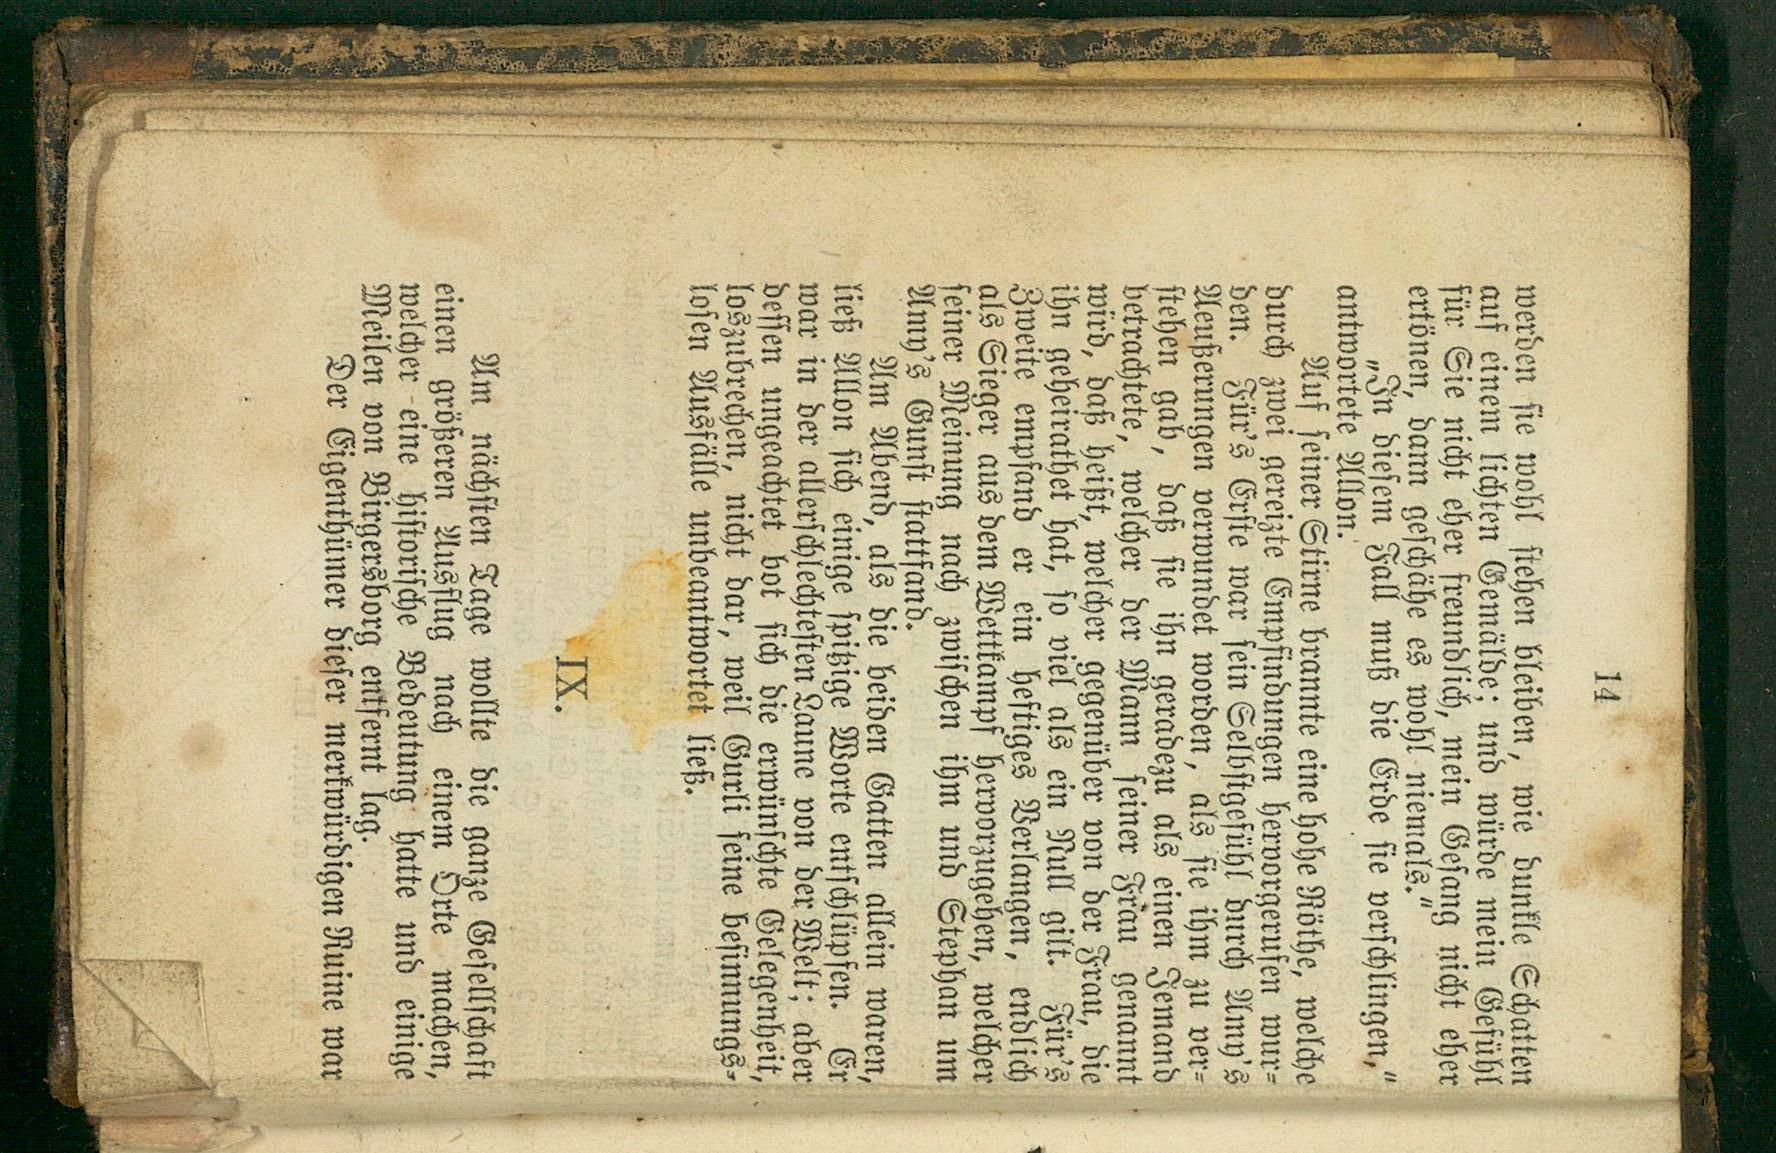 14
werden ſie wohl ſtehen bleiben, wie dunkle Schatten
auf einem lichten Gemälde; und würde mein Gefühl
für Sie nicht eher freundlich, mein Geſang nicht eher
ertönen, dann geſchähe es wohl niemals.“
„In dieſem Fall muß die Erde ſie verſchlingen,“
antwortete Allon.
Auf ſeiner Stirne brannte eine hohe Röthe, welche
durch zwei gereizte Empfindungen hervorgerufen wur=
den. Für's Erſte war ſein Selbſtgefühl durch Amy's
Aeußerungen verwundet worden, als ſie ihm zu ver=
ſtehen gab, daß ſie ihn geradezu als einen Jemand
betrachtete, welcher der Mann ſeiner Frau genannt
würd, daß heißt, welcher gegenüber von der Frau, die
ihn geheirathet hat, ſo viel als ein Null gilt. Für's
Zweite empfand er ein heftiges Verlangen, endlich
als Sieger aus dem Wettkampf hervorzugehen, welcher
ſeiner Meinung nach zwiſchen ihm und Stephan um
Amy's Gunſt ſtattfand.
Am Abend, als die beiden Gatten allein waren,
ließ Allon ſich einige ſpitzige Worte entſchlüpfen. Er
war in der allerſchlechteſten Laune von der Welt; aber
deſſen ungeachtet bot ſich die erwünſchte Gelegenheit,
loszubrechen, nicht dar, weil Gurli ſeine beſinnungs=
loſen Ausfälle unbeantwortet ließ.
IX.
Am nächſten Tage wollte die ganze Geſellſchaft
einen größeren Ausflug nach einem Orte machen,
welcher eine hiſtoriſche Bedeutung hatte und einige
Meilen von Birgersborg entfernt lag.
Der Eigenthümer dieſer merkwürdigen Ruine war